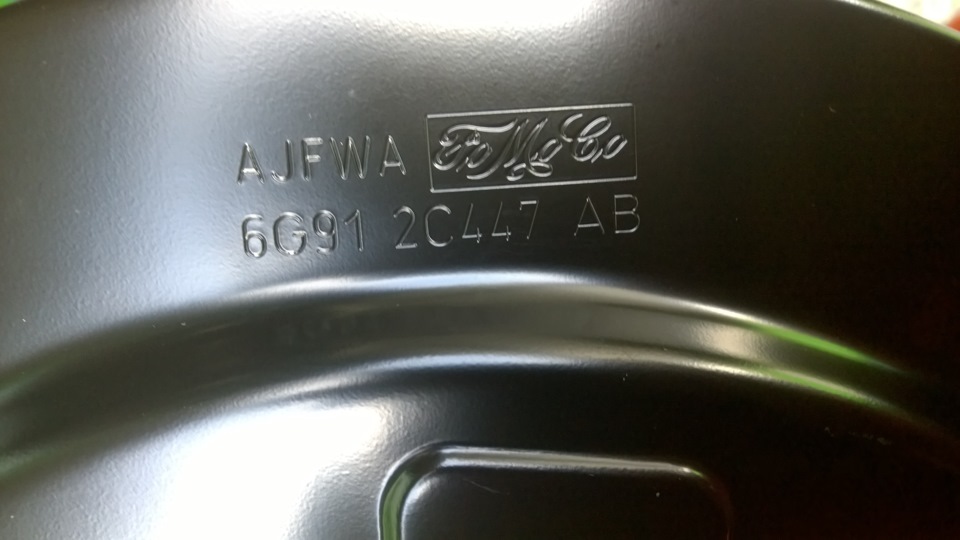 AJFWA FoMoCo
6G91 2C447 AB